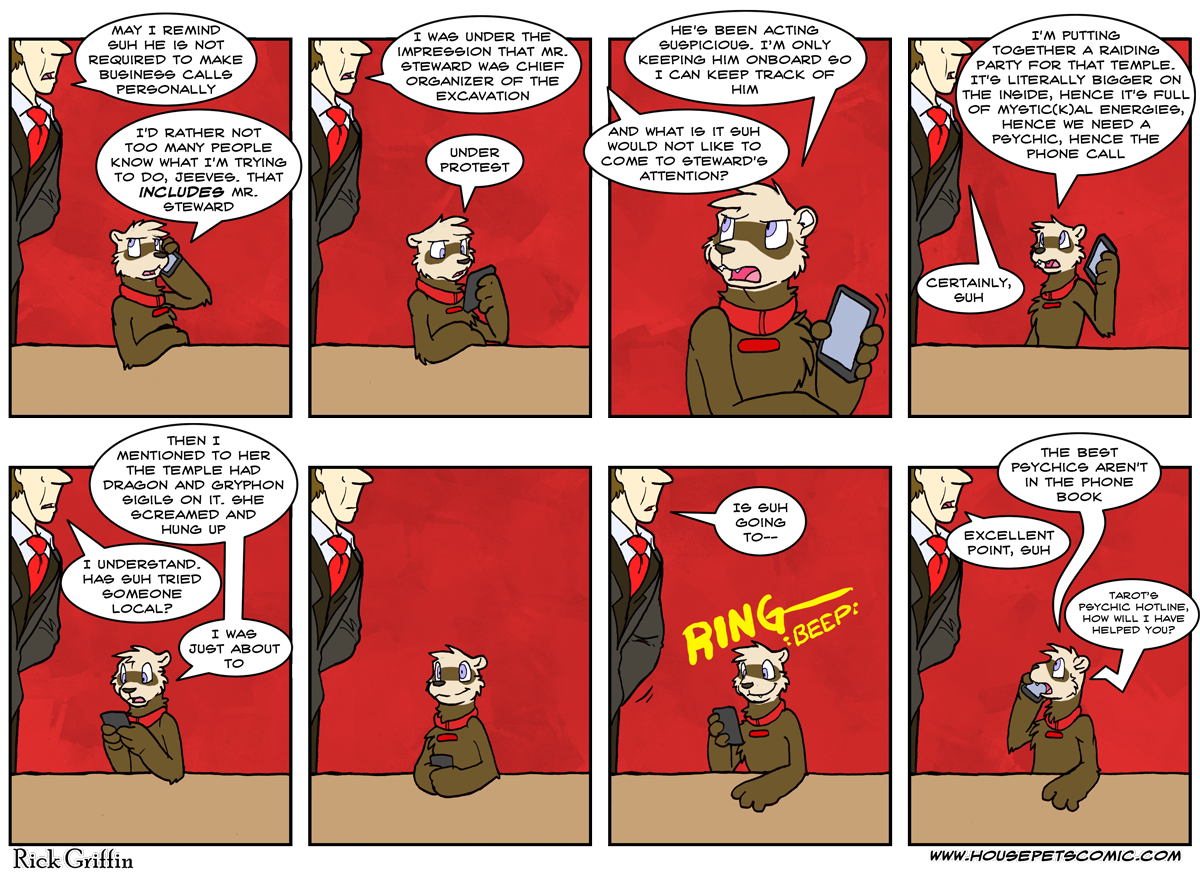 MAY I REMIND
SUH HE IS NOT
REQUIRED TO MAKE
BUSINESS CALLS
PERSONALLY
I'D RATHER NOT
TOO MANY PEOPLE
KNOW WHAT I'M TRYING
TO DO, JEEVES. THAT
INCLUDES MR.
STEWARD
I WAS UNDER THE
IMPRESSION THAT MR.
STEWARD WAS CHIEF
ORGANIZER OF THE
EXCAVATION
UNDER
PROTEST
HE'S BEEN ACTING
SUSPICIOUS. I'M ONLY
KEEPING HIM ONBOARD SO
I CAN KEEP TRACK OF
HIM
AND WHAT IS IT SUH
WOULD NOT LIKE TO
COME TO STEWARD'S
ATTENTION?
I'M PUTTING
TOGETHER A RAIDING
PARTY FOR THAT TEMPLE.
IT'S LITERALLY BIGGER ON
THE INSIDE, HENCE IT'S FULL
OF MYSTIC(K)AL ENERGIES,
HENCE WE NEED A
PSYCHIC, HENCE THE
PHONE CALL
CERTAINLY,
SUH
THEN I
MENTIONED TO HER
THE TEMPLE HAD
DRAGON AND GRYPHON
SIGILS ON IT. SHE
SCREAMED AND
HUNG UP
I UNDERSTAND.
HAS SUH TRIED
SOMEONE
LOCAL?
I WAS
JUST ABOUT
TO
IS SUH
GOING
TO--
RING
:BEEP:
THE BEST
PSYCHICS AREN'T
IN THE PHONE
BOOK
EXCELLENT
POINT, SUH
TAROT'S
PSYCHIC HOTLINE,
HOW WILL I HAVE
HELPED YOU?
Rick Griffin
WWW.HOUSEPETSCOMIC.COM